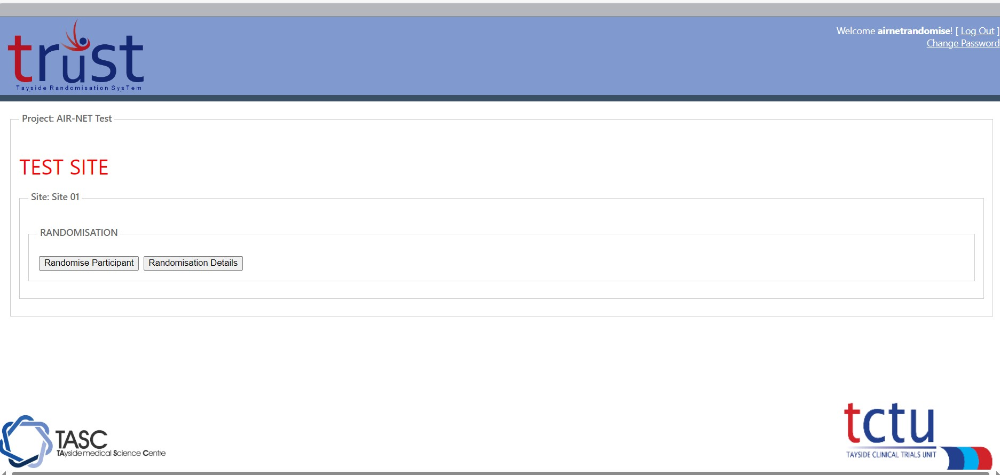 trust
Tayside Randomisation SysTem
Welcome airnetrandomise! [ Log Out ]
Change Password
Project: AIR-NET Test
TEST SITE
Site: Site 01
RANDOMISATION
Randomise Participant Randomisation Details
TASC
TAyside medical Science Centre
tctu
TAYSIDE CLINICAL TRIALS UNIT